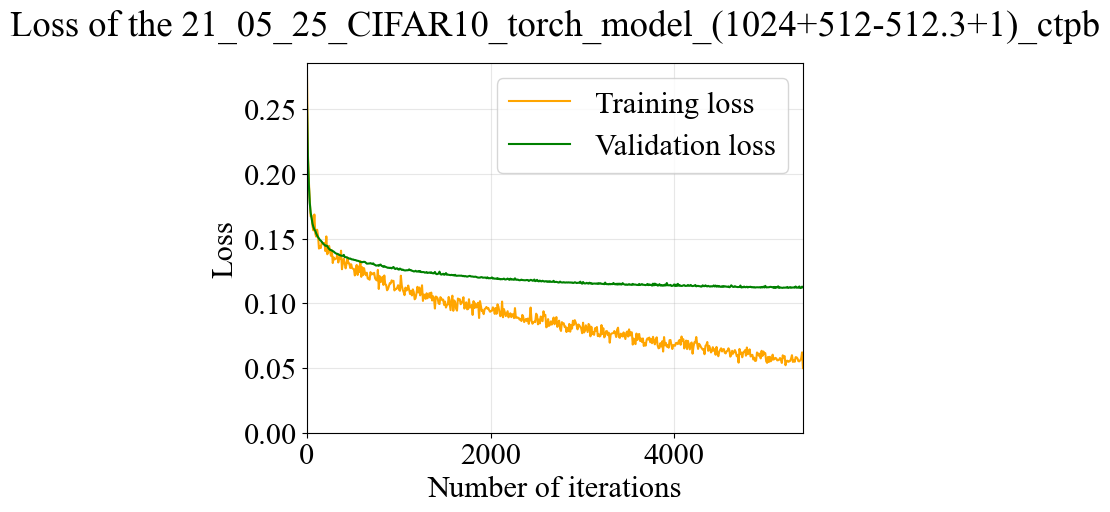 Loss of the 21_05_25_CIFAR10_torch_model_(1024+512-512.3+1)_ctpb
Training loss
Validation loss
0.25
0.20
0.15
0.10
0.05
0.00
Loss
0
2000
4000
Number of iterations